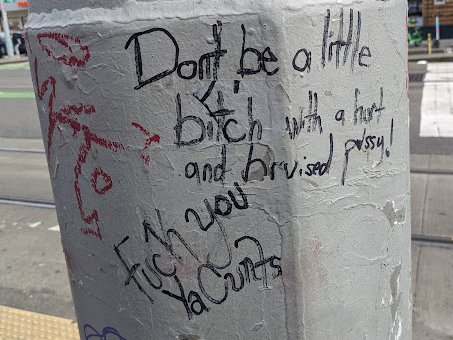 Don't be a little
bitch with a hurt
and bruised pussy!
Fuck you
Ya Cunts